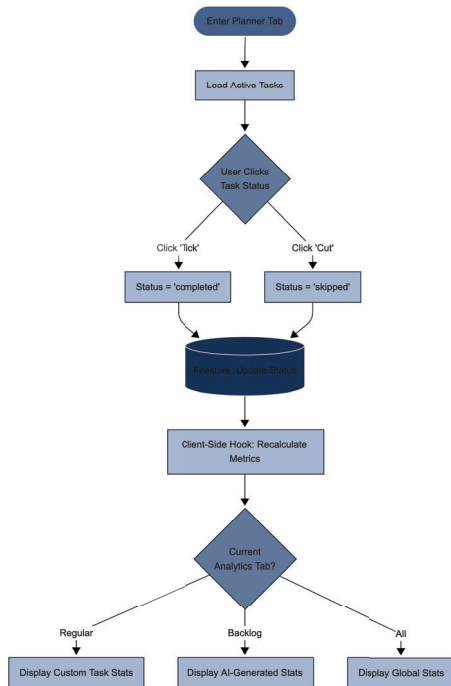 Enter Planner Tab
Load Active Tasks
User Clicks
Task Status
Click 'Tick'
Click 'Cut'
Status = 'completed'
Status = 'skipped'
Firestore: Update Status
Client-Side Hook: Recalculate
Metrics
Current
Analytics Tab?
Regular
Backlog
All
Display Custom Task Stats
Display AI-Generated Stats
Display Global Stats